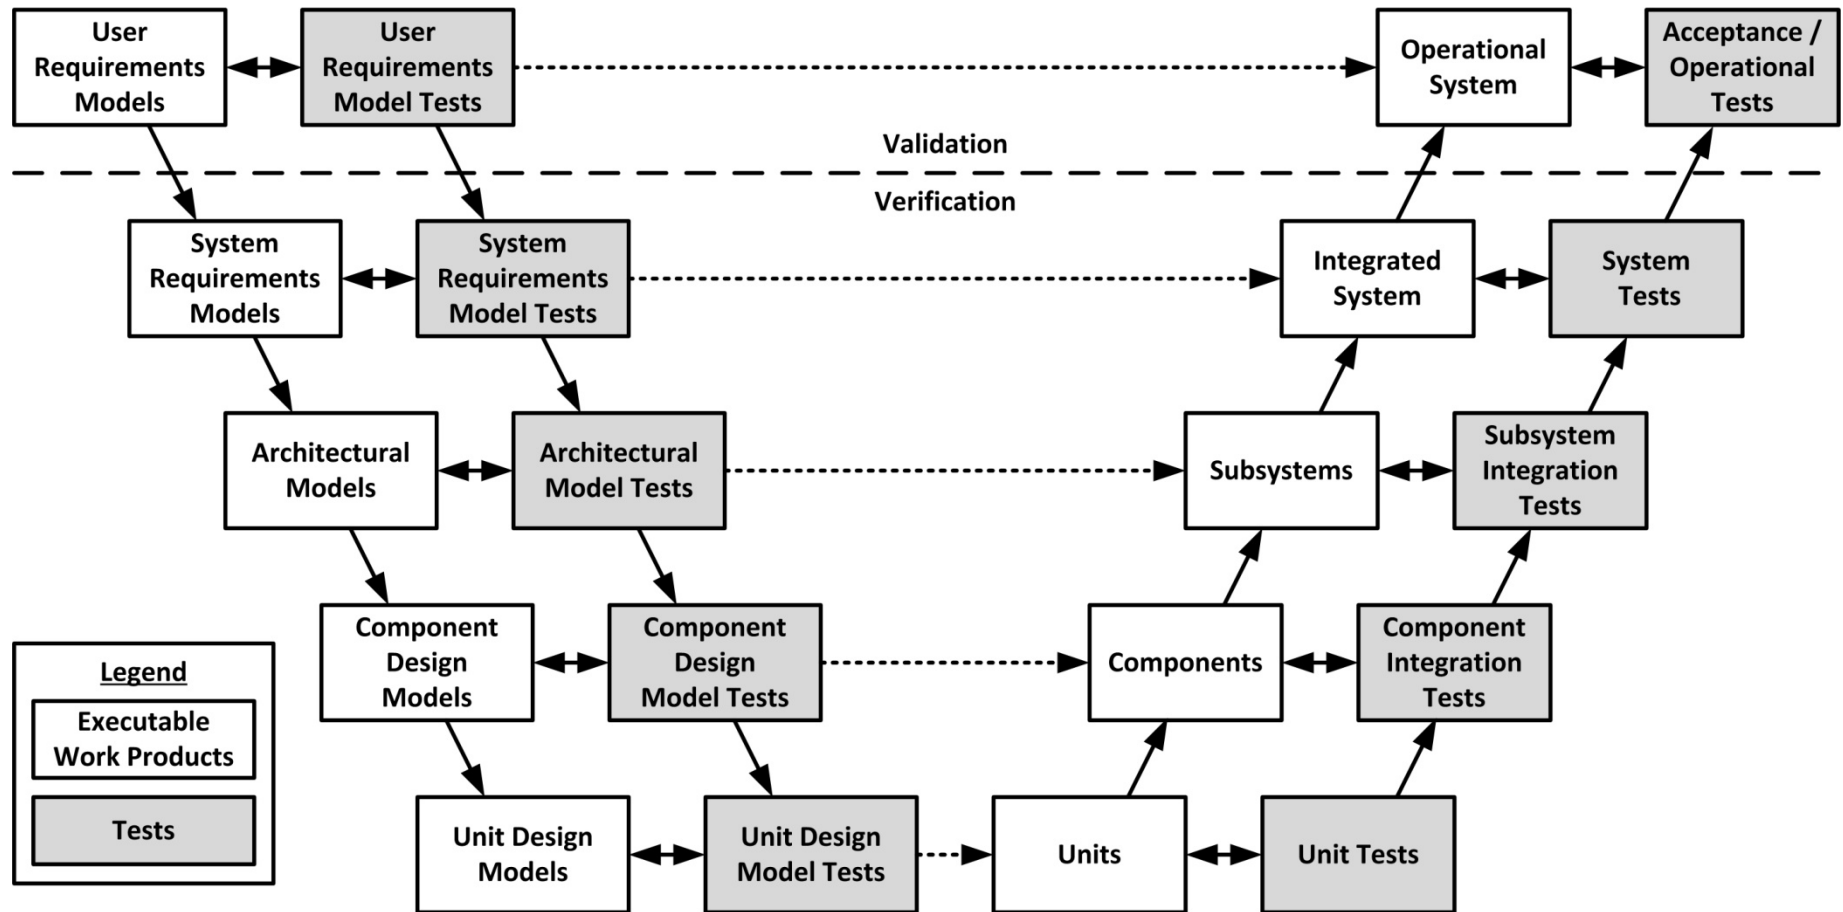 User
Requirements
Models
User
Requirements
Model Tests
Operational
System
Acceptance /
Operational
Tests
Validation
Verification
System
Requirements
Models
System
Requirements
Model Tests
Integrated
System
System
Tests
Architectural
Models
Architectural
Model Tests
Subsystems
Subsystem
Integration
Tests
Component
Design
Models
Component
Design
Model Tests
Components
Component
Integration
Tests
Legend
Executable
Work Products
Tests
Unit Design
Models
Unit Design
Model Tests
Units
Unit Tests